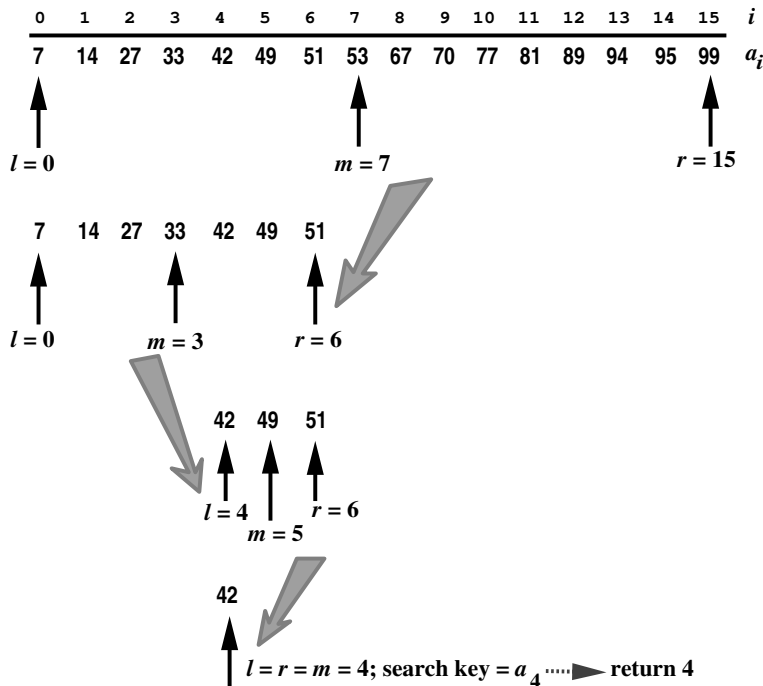 0 1 2 3 4 5 6 7 8 9 10 11 12 13 14 15 i
7 14 27 33 42 49 51 53 67 70 77 81 89 94 95 99 a_i
l = 0 m = 7 r = 15
7 14 27 33 42 49 51
l = 0 m = 3 r = 6
42 49 51
l = 4 r = 6
m = 5
42
l = r = m = 4; search key = a_4 return 4